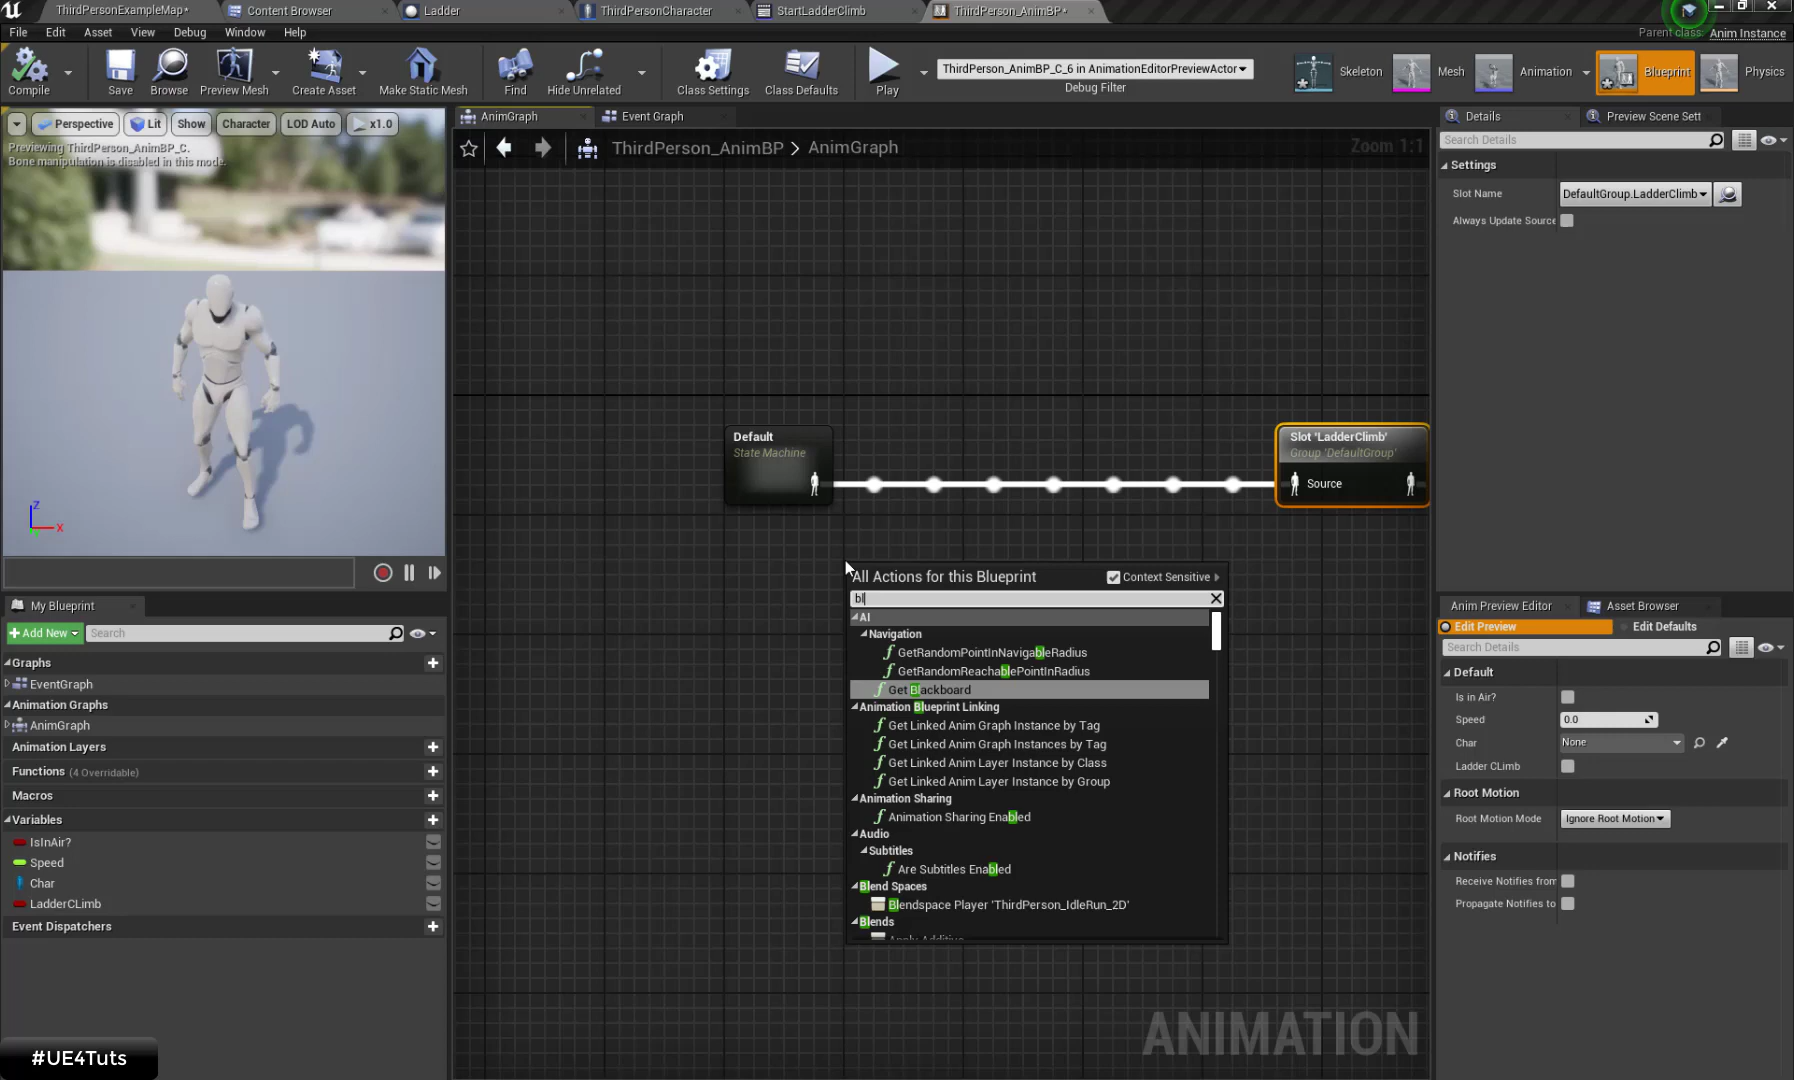 ThirdPersonExampleMap*
Content Browser
Ladder
ThirdPersonCharacter
StartLadderClimb
ThirdPerson_AnimBP*
File
Edit
Asset
View
Debug
Window
Help
Parent class: Anim Instance
Compile
Save
Browse
Preview Mesh
Create Asset
Make Static Mesh
Find
Hide Unrelated
Class Settings
Class Defaults
Play
ThirdPerson_AnimBP_C_6 in AnimationEditorPreviewActor
Debug Filter
Skeleton
Mesh
Animation
Blueprint
Physics
Perspective
Lit
Show
Character
LOD Auto
x1.0
Previewing ThirdPerson_AnimBP_C.
Bone manipulation is disabled in this mode.
Z
X
AnimGraph
Event Graph
ThirdPerson_AnimBP > AnimGraph
Zoom 1:1
Default
State Machine
Slot 'LadderClimb'
Group 'DefaultGroup'
Source
All Actions for this Blueprint
Context Sensitive
bl
AI
Navigation
GetRandomPointInNavigableRadius
GetRandomReachablePointInRadius
Get Blackboard
Animation Blueprint Linking
Get Linked Anim Graph Instance by Tag
Get Linked Anim Graph Instances by Tag
Get Linked Anim Layer Instance by Class
Get Linked Anim Layer Instance by Group
Animation Sharing
Animation Sharing Enabled
Audio
Subtitles
Are Subtitles Enabled
Blend Spaces
Blendspace Player 'ThirdPerson_IdleRun_2D'
Blends
Apply Additive
ANIMATION
My Blueprint
Add New
Search
Graphs
EventGraph
Animation Graphs
AnimGraph
Animation Layers
Functions (4 Overridable)
Macros
Variables
IsInAir?
Speed
Char
LadderCLimb
Event Dispatchers
#UE4Tuts
Details
Preview Scene Sett
Search Details
Settings
Slot Name
DefaultGroup.LadderClimb
Always Update Source
Anim Preview Editor
Asset Browser
Edit Preview
Edit Defaults
Search Details
Default
Is in Air?
Speed
0.0
Char
None
Ladder CLimb
Root Motion
Root Motion Mode
Ignore Root Motion
Notifies
Receive Notifies from
Propagate Notifies to